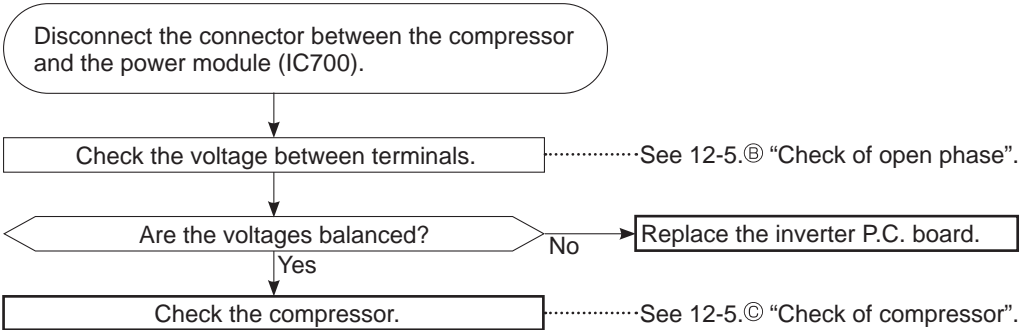 Disconnect the connector between the compressor
and the power module (IC700).
Check the voltage between terminals.
See 12-5.Ⓑ “Check of open phase”.
Are the voltages balanced?
No
Replace the inverter P.C. board.
Yes
Check the compressor.
See 12-5.Ⓒ “Check of compressor”.